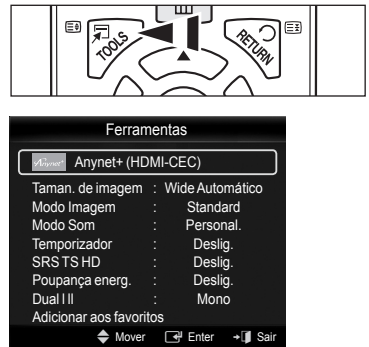 TOOLS
RETURN
Ferramentas
Anynet+ Anynet+ (HDMI-CEC)
Taman. de imagem : Wide Automático
Modo Imagem : Standard
Modo Som : Personal.
Temporizador : Deslig.
SRS TS HD : Deslig.
Poupança energ. : Deslig.
Dual I II : Mono
Adicionar aos favoritos
Mover Enter Sair